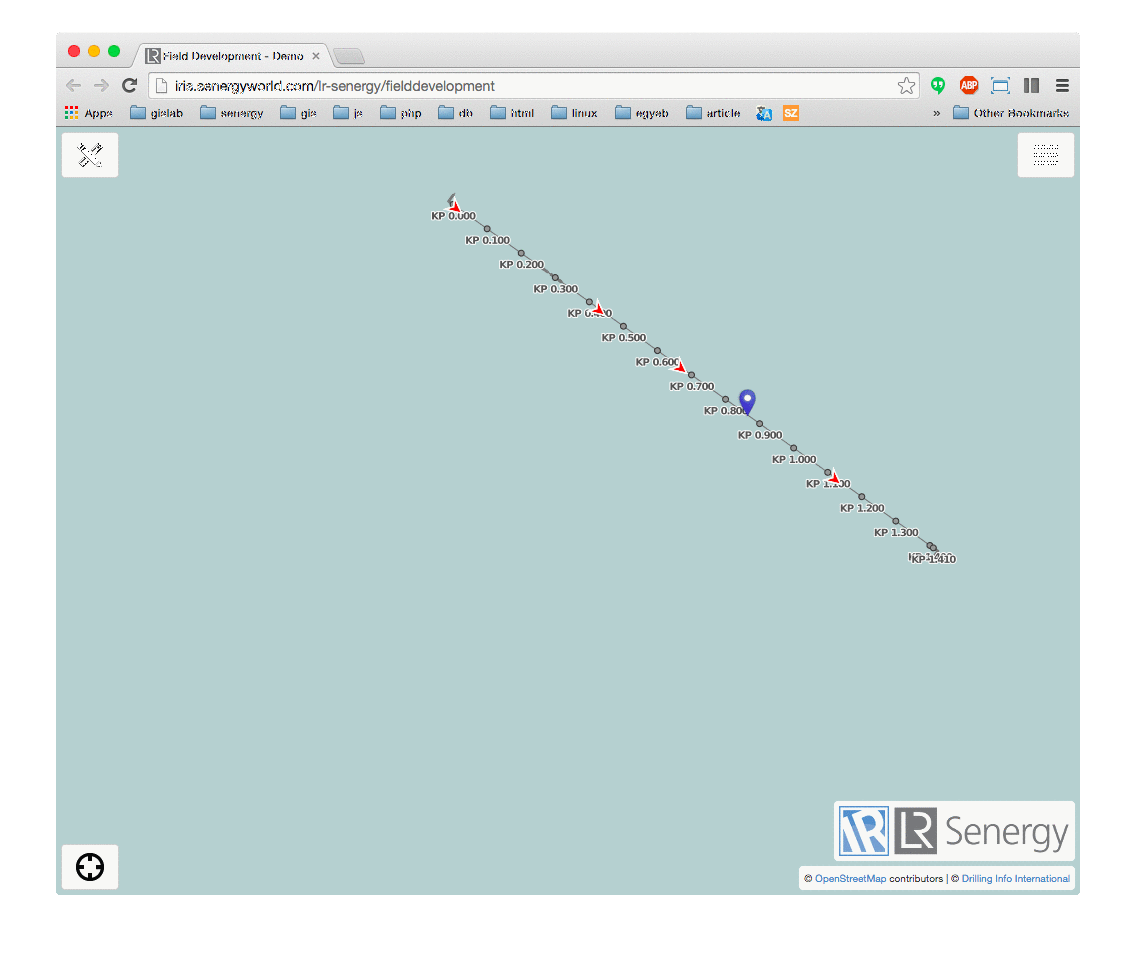 Field Development - Demo
iris.senergyworld.com/lr-senergy/fielddevelopment
Apps gislab senergy gis js php db html linux egyeb article SZ » Other Bookmarks
ABP
KP 0.000
KP 0.100
KP 0.200
KP 0.300
KP 0.400
KP 0.500
KP 0.600
KP 0.700
KP 0.800
KP 0.900
KP 1.000
KP 1.100
KP 1.200
KP 1.300
KP 1.410
LR Senergy
© OpenStreetMap contributors | © Drilling Info International